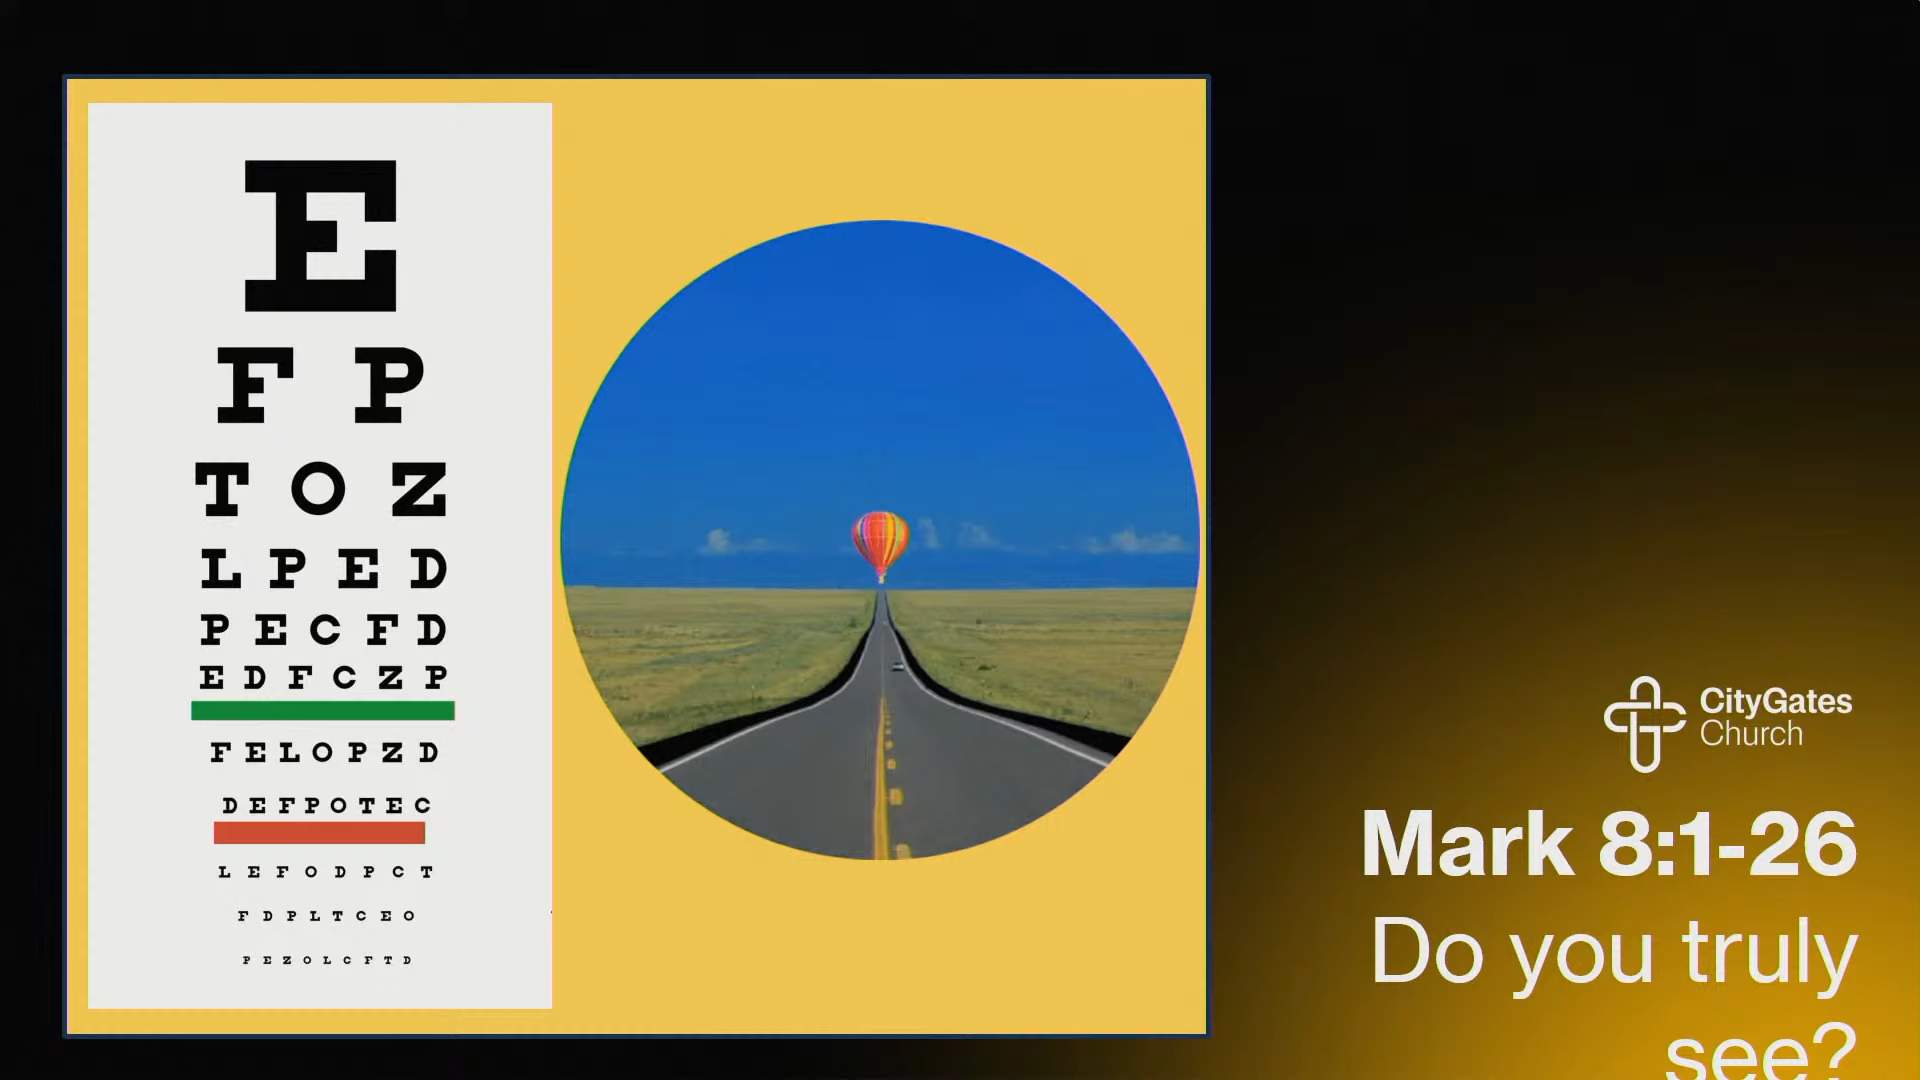 E
F P
T O Z
L P E D
P E C F D
E D F C Z P
F E L O P Z D
D E F P O T E C
L E F O D P C T
F D P L T C E O
P E Z O L C F T D
CityGates
Church
Mark 8:1-26
Do you truly
see?